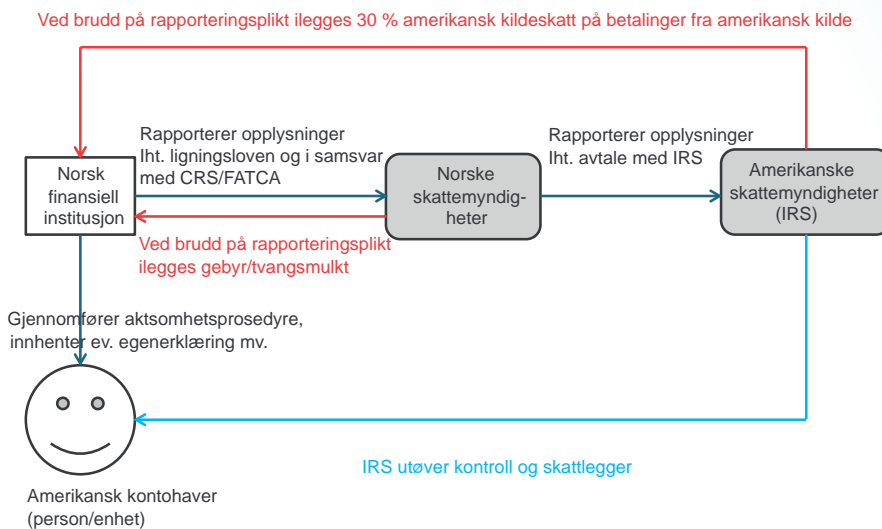 Ved brudd på rapporteringsplikt ilegges 30 % amerikansk kildeskatt på betalinger fra amerikansk kilde
Rapporterer opplysninger
Iht. ligningsloven og i samsvar
med CRS/FATCA
Rapporterer opplysninger
Iht. avtale med IRS
Norsk
finansiell
institusjon
Norske
skattemyndig-
heter
Amerikanske
skattemyndigheter
(IRS)
Ved brudd på rapporteringsplikt
ilegges gebyr/tvangsmulkt
Gjennomfører aktsomhetsprosedyre,
innhenter ev. egenerklæring mv.
IRS utøver kontroll og skattlegger
Amerikansk kontohaver
(person/enhet)